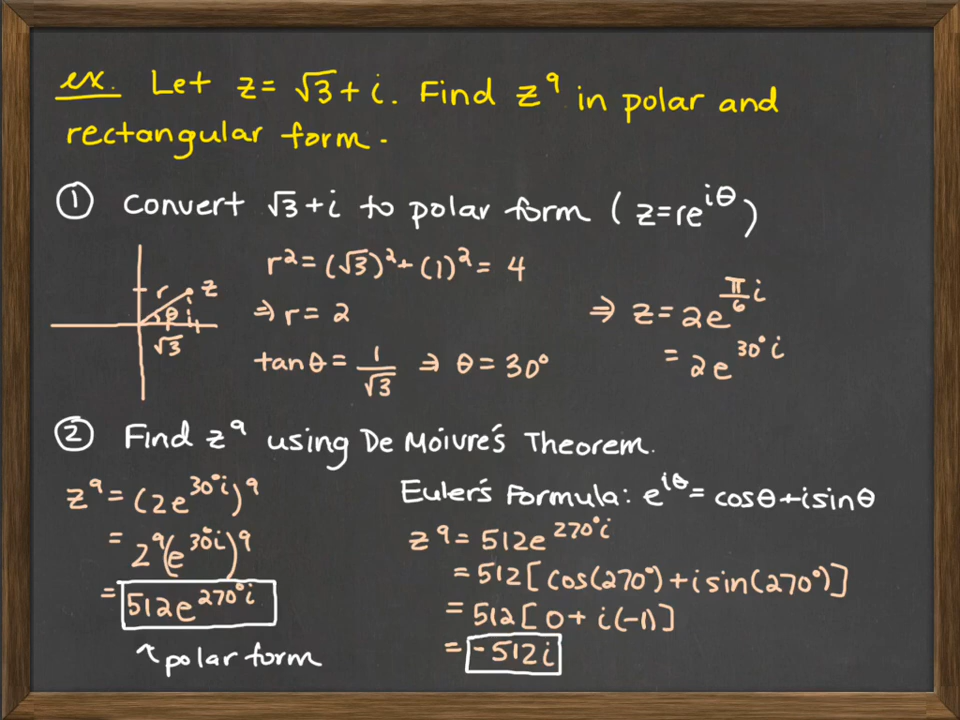 ex. Let z = √3 + i. Find z⁹ in polar and
rectangular form.
① Convert √3 + i to polar form (z = re^{iθ})
r² = (√3)² + (1)² = 4
⇒ r = 2
tanθ = 1/√3 ⇒ θ = 30°
r
z
θ
1
√3
⇒ z = 2e^{π/6 i}
= 2e^{30° i}
② Find z⁹ using De Moivre's Theorem.
z⁹ = (2e^{30° i})⁹
= 2⁹(e^{30° i})⁹
= 512e^{270° i}
↖ polar form
Euler's Formula: e^{iθ} = cosθ + i sinθ
z⁹ = 512e^{270° i}
= 512[cos(270°) + i sin(270°)]
= 512[0 + i(-1)]
= -512i